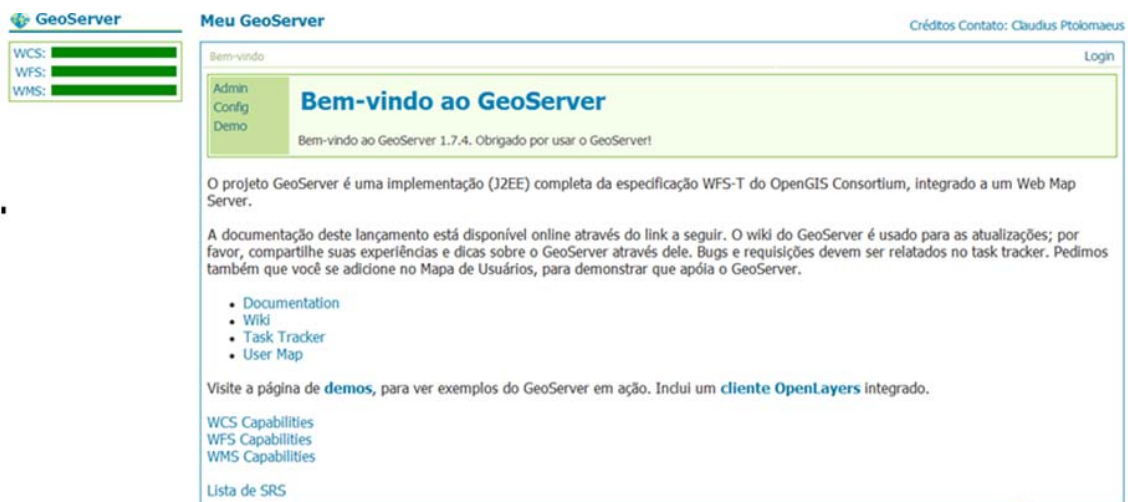 GeoServer
Meu GeoServer
Créditos Contato: Claudius Ptolomaeus
WCS:
WFS:
WMS:
Bem-vindo
Login
Admin
Config
Demo
Bem-vindo ao GeoServer
Bem-vindo ao GeoServer 1.7.4. Obrigado por usar o GeoServer!
O projeto GeoServer é uma implementação (J2EE) completa da especificação WFS-T do OpenGIS Consortium, integrado a um Web Map
Server.
A documentação deste lançamento está disponível online através do link a seguir. O wiki do GeoServer é usado para as atualizações; por
favor, compartilhe suas experiências e dicas sobre o GeoServer através dele. Bugs e requisições devem ser relatados no task tracker. Pedimos
também que você se adicione no Mapa de Usuários, para demonstrar que apóia o GeoServer.
• Documentation
• Wiki
• Task Tracker
• User Map
Visite a página de demos, para ver exemplos do GeoServer em ação. Inclui um cliente OpenLayers integrado.
WCS Capabilities
WFS Capabilities
WMS Capabilities
Lista de SRS